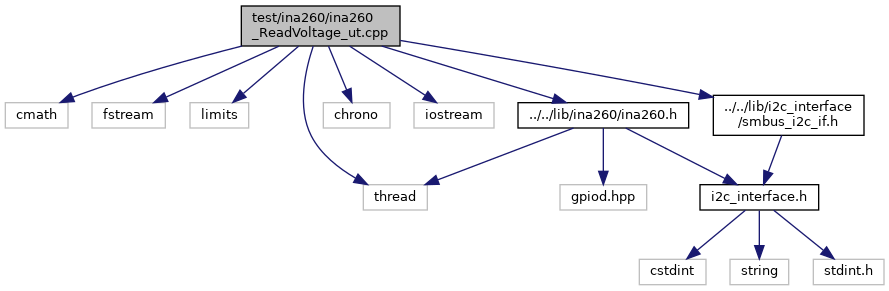 test/ina260/ina260
_ReadVoltage_ut.cpp
cmath
fstream
limits
chrono
iostream
../../lib/ina260/ina260.h
../../lib/i2c_interface
/smbus_i2c_if.h
thread
gpiod.hpp
i2c_interface.h
cstdint
string
stdint.h